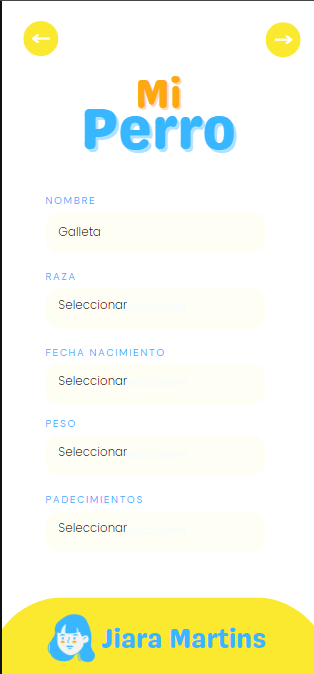 Mi
Perro
NOMBRE
Galleta
RAZA
Seleccionar
FECHA NACIMIENTO
Seleccionar
PESO
Seleccionar
PADECIMIENTOS
Seleccionar
Jiara Martins